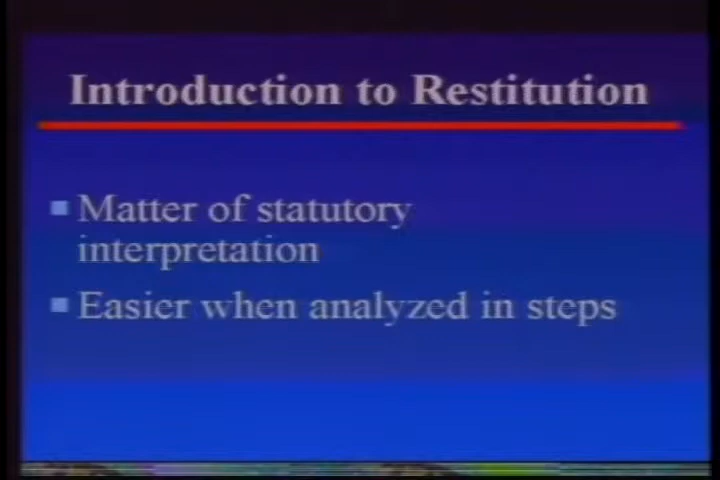 Introduction to Restitution
Matter of statutory
interpretation
Easier when analyzed in steps